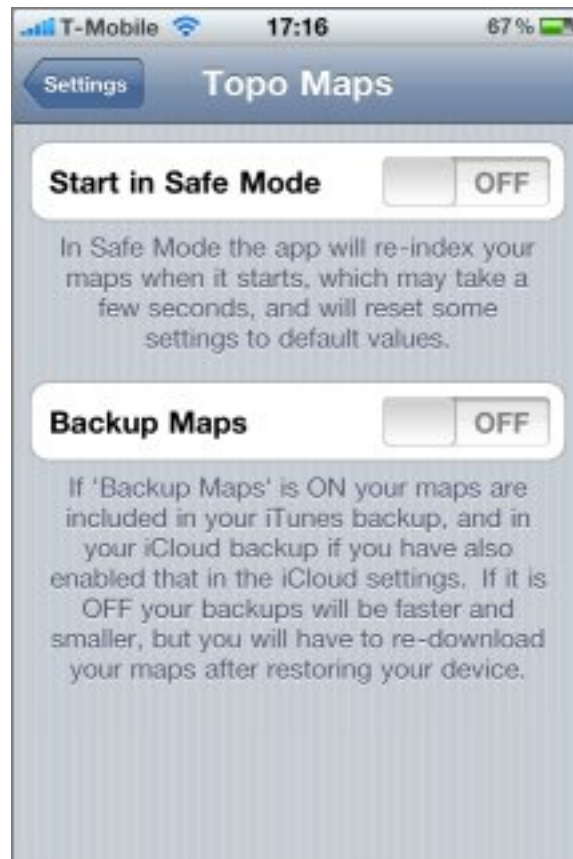 T-Mobile 17:16 67 %
Settings Topo Maps
Start in Safe Mode OFF
In Safe Mode the app will re-index your
maps when it starts, which may take a
few seconds, and will reset some
settings to default values.
Backup Maps OFF
If 'Backup Maps' is ON your maps are
included in your iTunes backup, and in
your iCloud backup if you have also
enabled that in the iCloud settings.  If it is
OFF your backups will be faster and
smaller, but you will have to re-download
your maps after restoring your device.